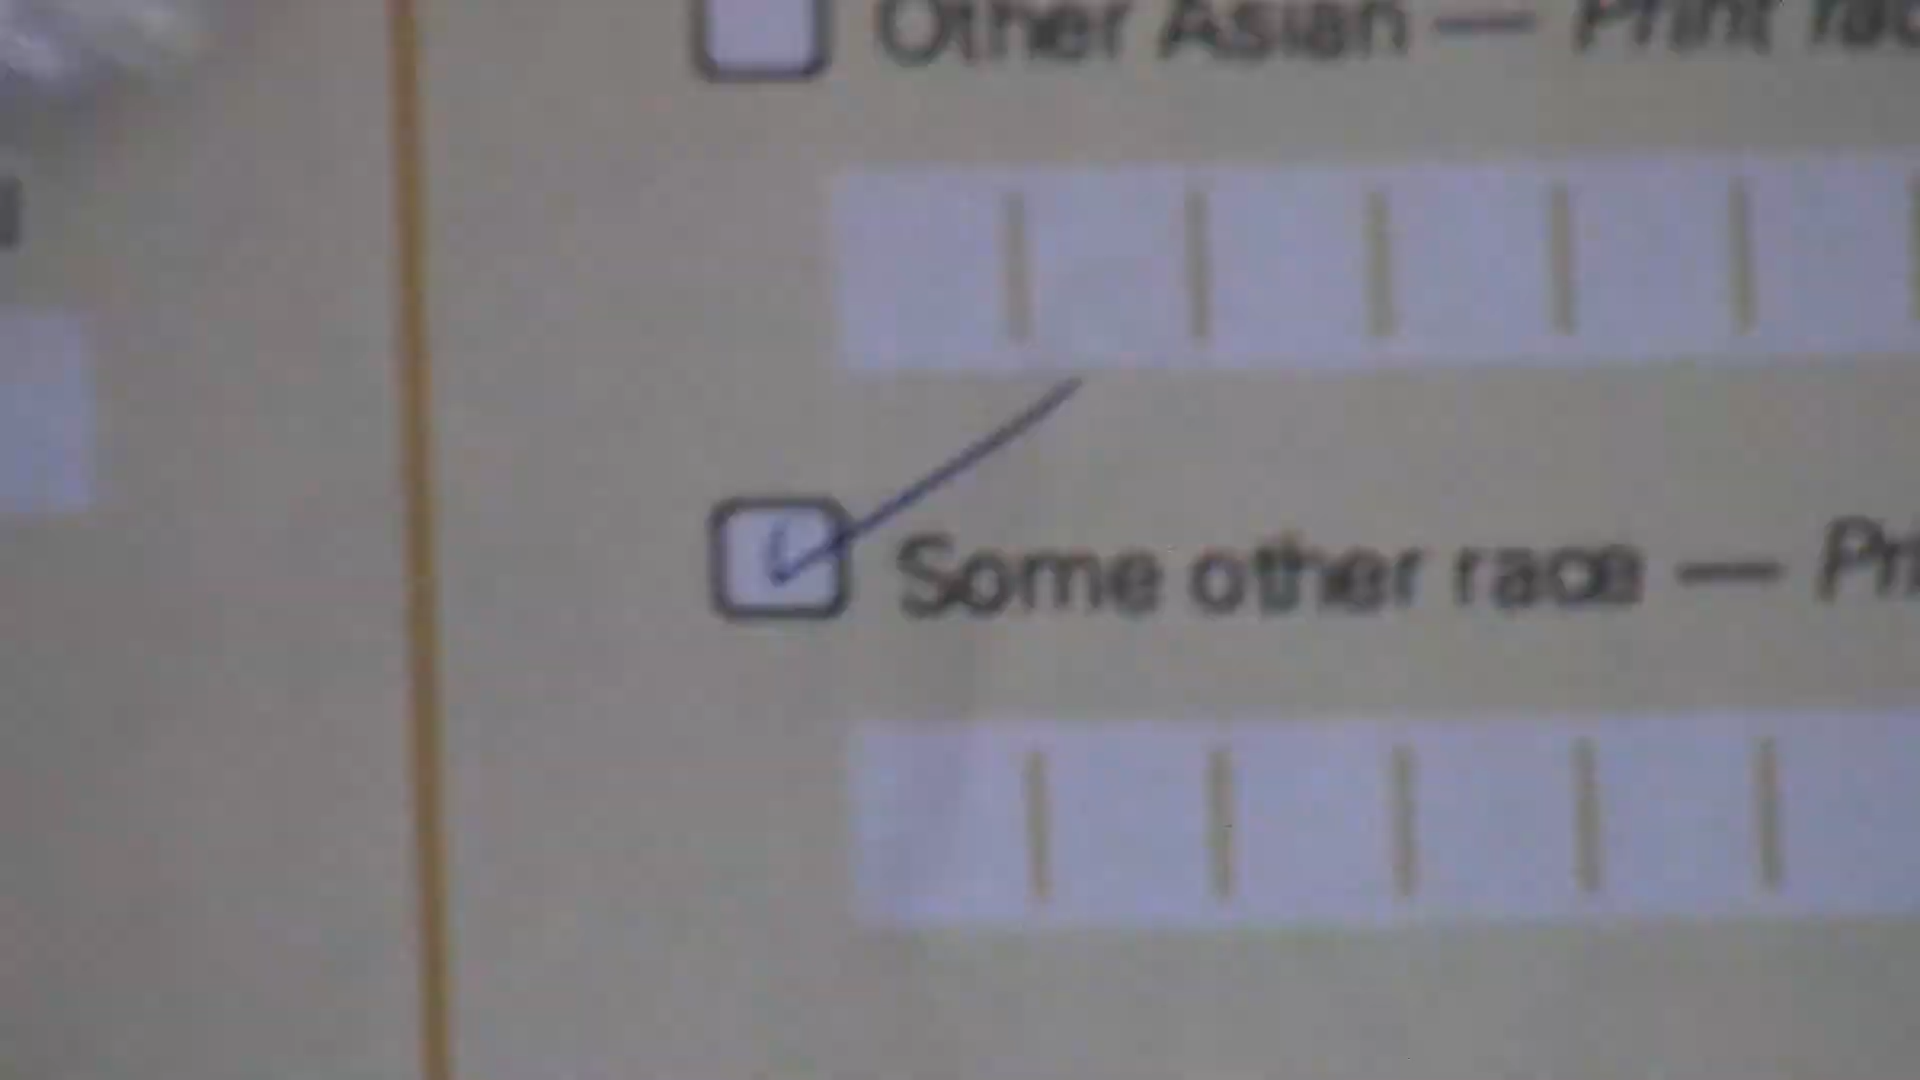 Other Asian — Print rac
Some other race — Pri